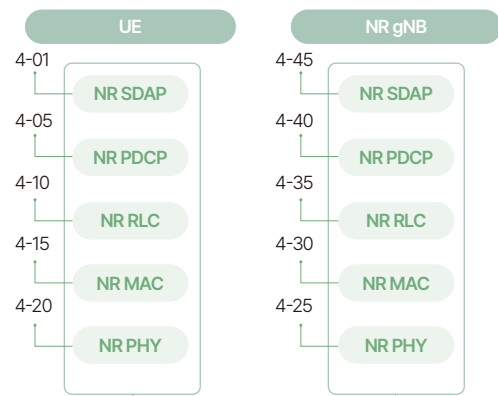 UE
4-01
NR SDAP
4-05
NR PDCP
4-10
NR RLC
4-15
NR MAC
4-20
NR PHY
NR gNB
4-45
NR SDAP
4-40
NR PDCP
4-35
NR RLC
4-30
NR MAC
4-25
NR PHY